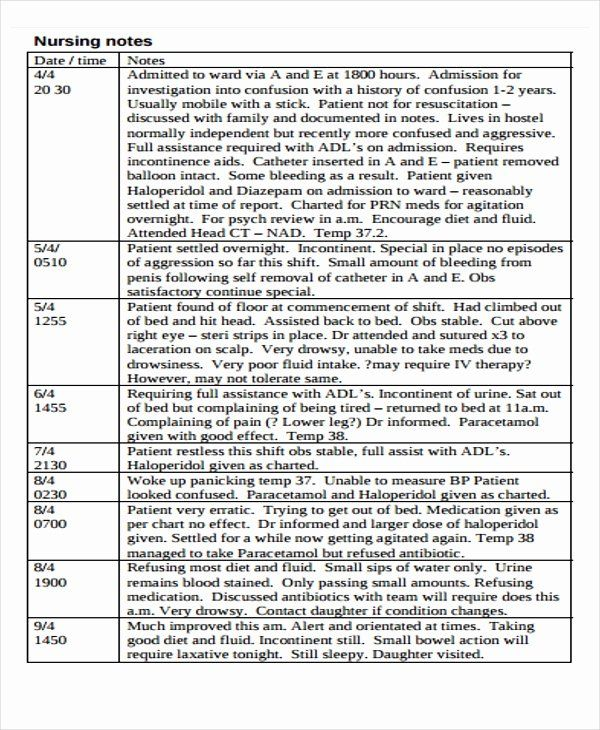 Nursing notes
Date / time Notes
4/4 Admitted to ward via A and E at 1800 hours. Admission for
20 30 investigation into confusion with a history of confusion 1-2 years.
Usually mobile with a stick. Patient not for resuscitation –
discussed with family and documented in notes. Lives in hostel
normally independent but recently more confused and aggressive.
Full assistance required with ADL's on admission. Requires
incontinence aids. Catheter inserted in A and E – patient removed
balloon intact. Some bleeding as a result. Patient given
Haloperidol and Diazepam on admission to ward – reasonably
settled at time of report. Charted for PRN meds for agitation
overnight. For psych review in a.m. Encourage diet and fluid.
Attended Head CT – NAD. Temp 37.2.
5/4/ Patient settled overnight. Incontinent. Special in place no episodes
0510 of aggression so far this shift. Small amount of bleeding from
penis following self removal of catheter in A and E. Obs
satisfactory continue special.
5/4 Patient found of floor at commencement of shift. Had climbed out
1255 of bed and hit head. Assisted back to bed. Obs stable. Cut above
right eye – steri strips in place. Dr attended and sutured x3 to
laceration on scalp. Very drowsy, unable to take meds due to
drowsiness. Very poor fluid intake. ?may require IV therapy?
However, may not tolerate same.
6/4 Requiring full assistance with ADL's. Incontinent of urine. Sat out
1455 of bed but complaining of being tired – returned to bed at 11a.m.
Complaining of pain (? Lower leg?) Dr informed. Paracetamol
given with good effect. Temp 38.
7/4 Patient restless this shift obs stable, full assist with ADL's.
2130 Haloperidol given as charted.
8/4 Woke up panicking temp 37. Unable to measure BP Patient
0230 looked confused. Paracetamol and Haloperidol given as charted.
8/4 Patient very erratic. Trying to get out of bed. Medication given as
0700 per chart no effect. Dr informed and larger dose of haloperidol
given. Settled for a while now getting agitated again. Temp 38
managed to take Paracetamol but refused antibiotic.
8/4 Refusing most diet and fluid. Small sips of water only. Urine
1900 remains blood stained. Only passing small amounts. Refusing
medication. Discussed antibiotics with team will require does this
a.m. Very drowsy. Contact daughter if condition changes.
9/4 Much improved this am. Alert and orientated at times. Taking
1450 good diet and fluid. Incontinent still. Small bowel action will
require laxative tonight. Still sleepy. Daughter visited.